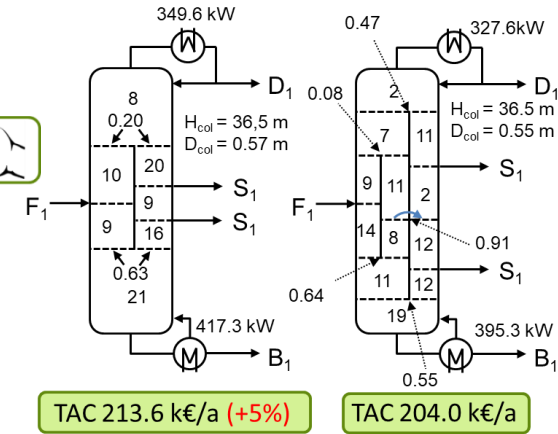 349.6 kW
D1
8
0.20
Hcol = 36,5 m
Dcol = 0.57 m
10
20
9
S1
F1
9
16
S1
0.63
21
417.3 kW
M
B1
TAC 213.6 k€/a (+5%)
0.47
327.6kW
M
D1
2
0.08
Hcol = 36.5 m
Dcol = 0.55 m
7
11
S1
9
11
2
F1
14
8
12
0.91
S1
11
12
0.64
19
395.3 kW
M
B1
0.55
TAC 204.0 k€/a